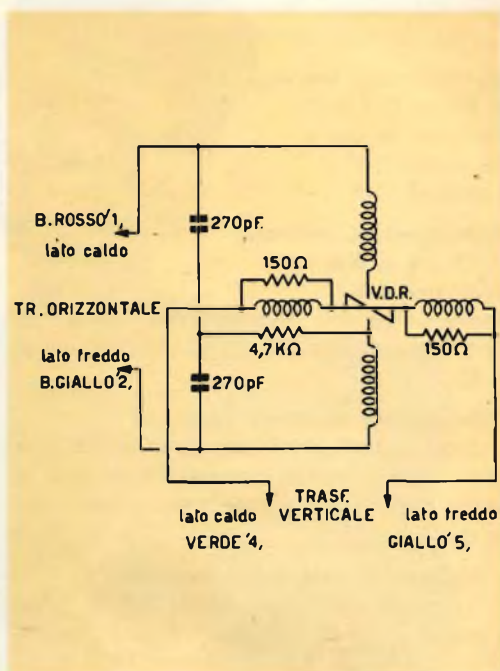 B.ROSSO'1,
lato caldo
270pF.
150Ω
V.D.R.
TR.ORIZZONTALE
4,7KΩ
150Ω
lato freddo
B.GIALLO'2,
270pF
lato caldo
VERDE'4,
TRASF.
VERTICALE
lato freddo
GIALLO'5,